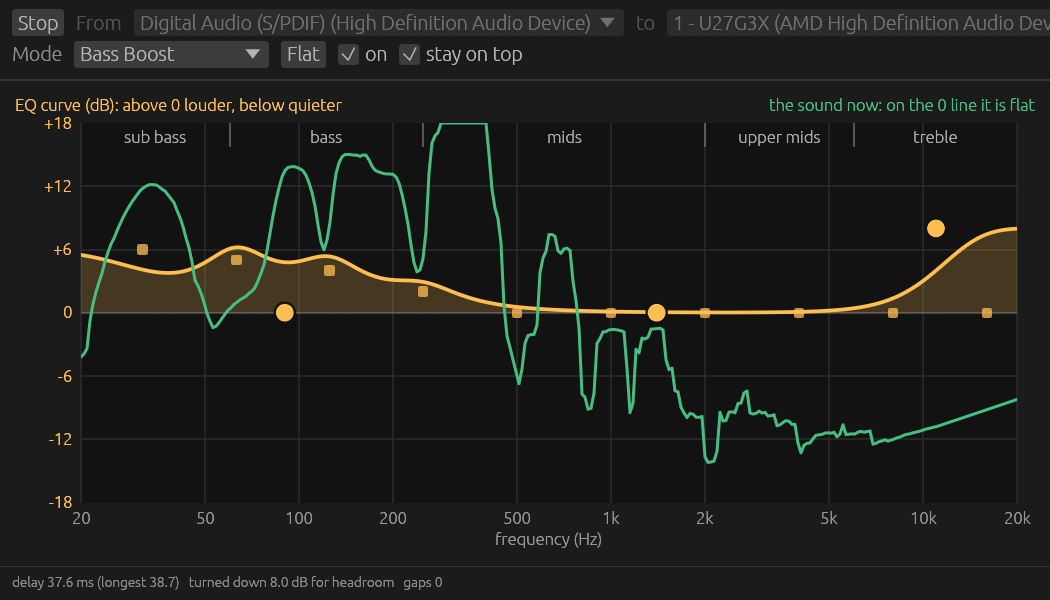 Stop From Digital Audio (S/PDIF) (High Definition Audio Device) to 1 - U27G3X (AMD High Definition Audio Dev
Mode Bass Boost Flat on stay on top
EQ curve (dB): above 0 louder, below quieter the sound now: on the 0 line it is flat
+18
sub bass bass mids upper mids treble
+12
+6
0
-6
-12
-18
20 50 100 200 500 1k 2k 5k 10k 20k
frequency (Hz)
delay 37.6 ms (longest 38.7) turned down 8.0 dB for headroom gaps 0